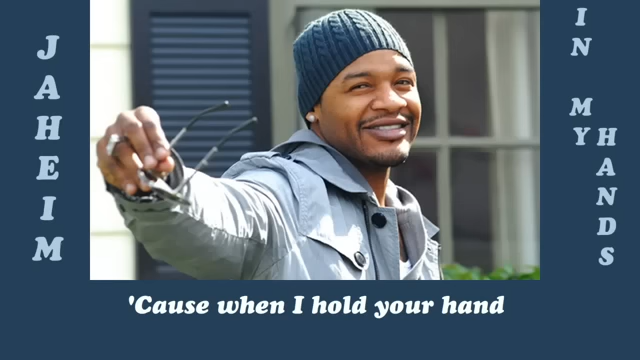 JAHEIM
IN
MY
HANDS
'Cause when I hold your hand